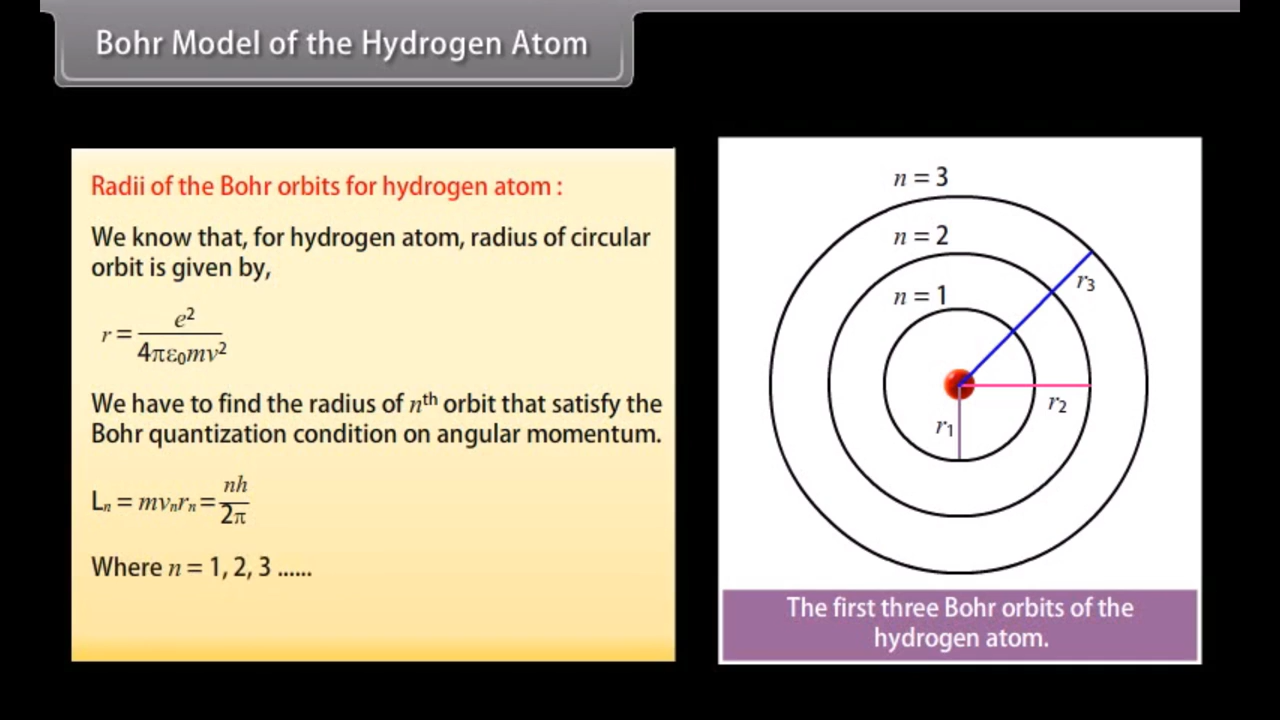 Bohr Model of the Hydrogen Atom
Radii of the Bohr orbits for hydrogen atom :
We know that, for hydrogen atom, radius of circular
orbit is given by,
r = e² / 4πε₀mv²
We have to find the radius of nᵗʰ orbit that satisfy the
Bohr quantization condition on angular momentum.
Lₙ = mvₙrₙ = nh / 2π
Where n = 1, 2, 3 ......
n = 3
n = 2
n = 1
r₃
r₂
r₁
The first three Bohr orbits of the
hydrogen atom.